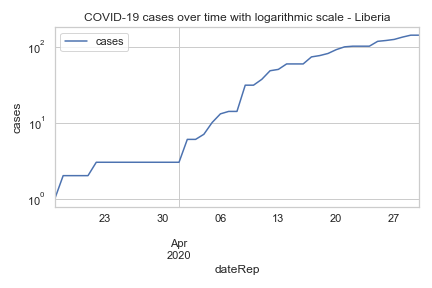 COVID-19 cases over time with logarithmic scale - Liberia
cases
10²
10¹
10⁰
cases
23 30 06 13 20 27
Apr
2020
dateRep